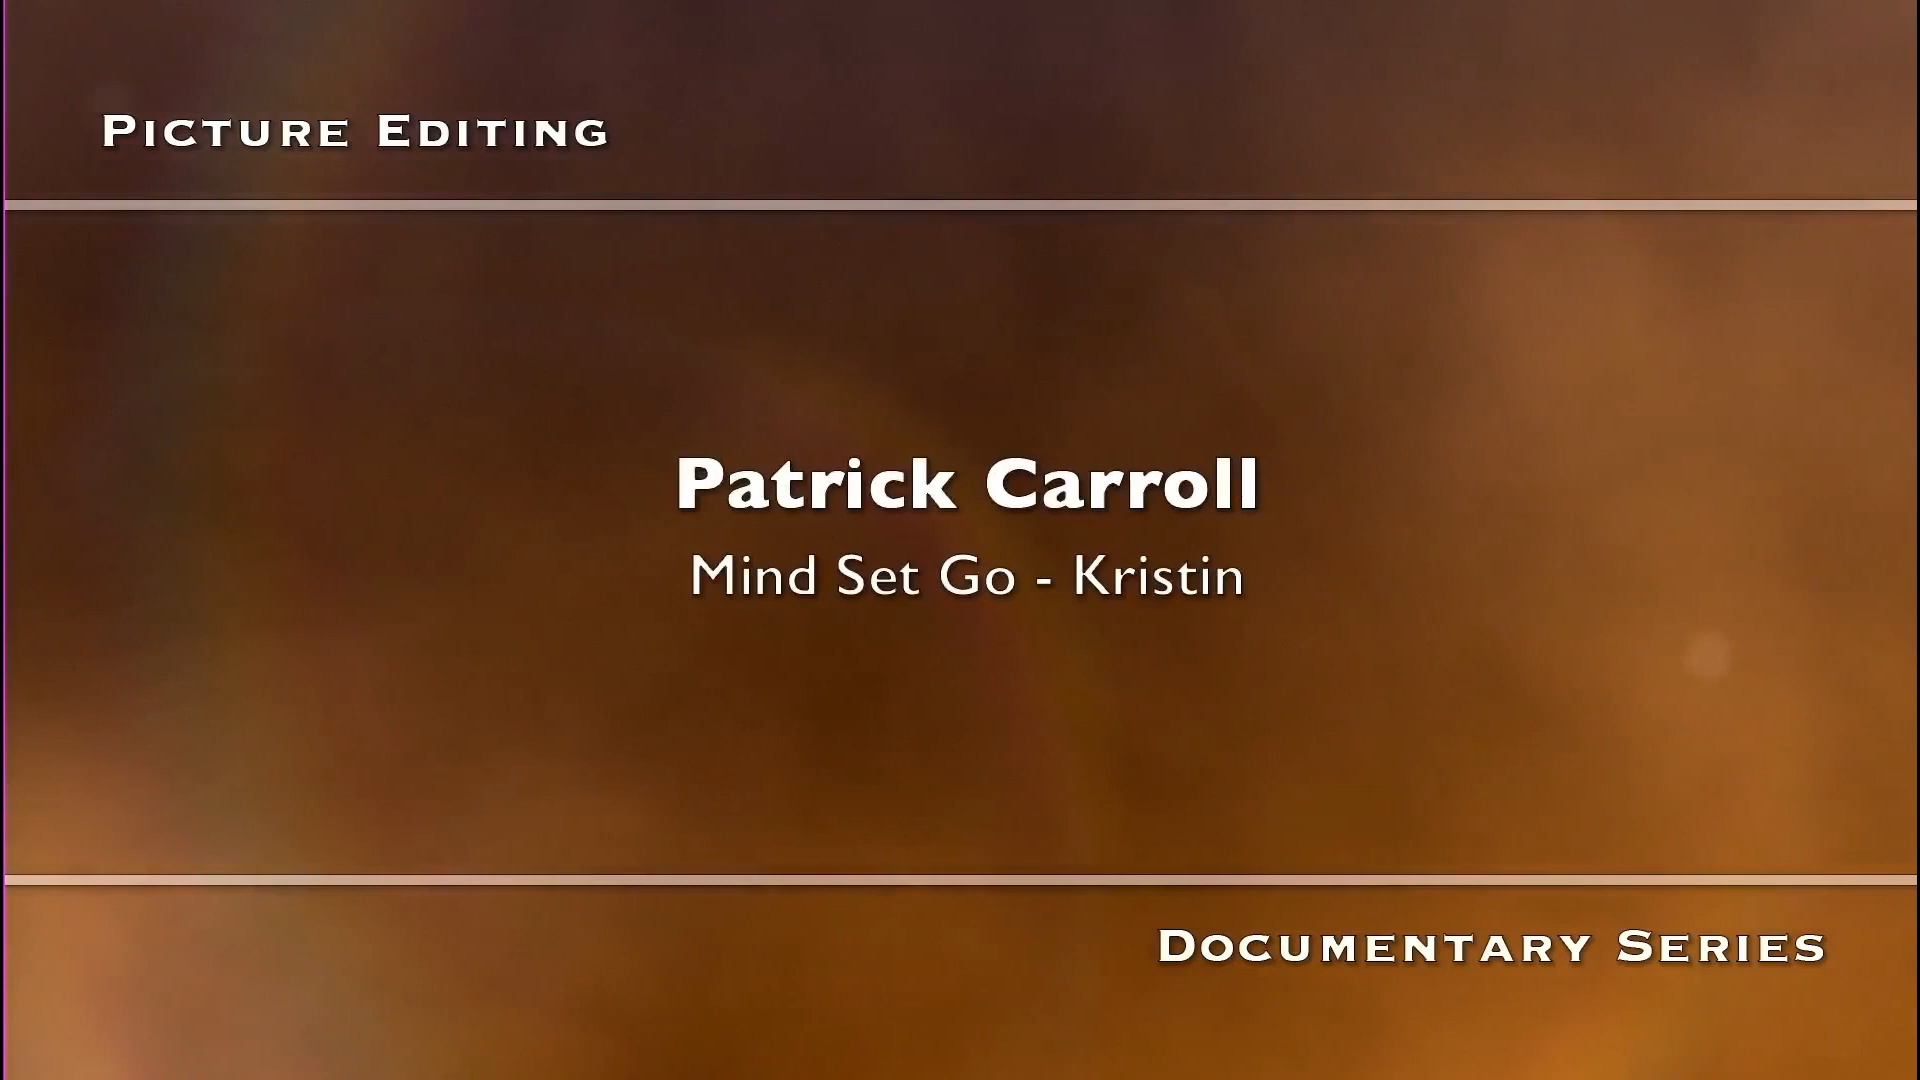 Picture Editing
Patrick Carroll
Mind Set Go - Kristin
Documentary Series